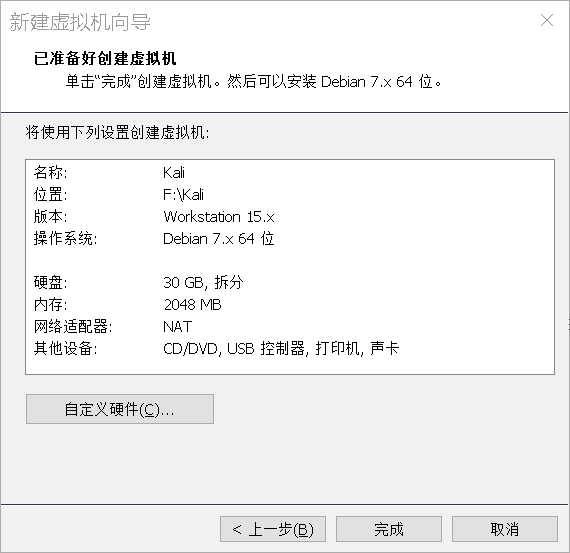 新建虚拟机向导
已准备好创建虚拟机
单击“完成”创建虚拟机。然后可以安装 Debian 7.x 64 位。
将使用下列设置创建虚拟机:
名称: Kali
位置: F:\Kali
版本: Workstation 15.x
操作系统: Debian 7.x 64 位
硬盘: 30 GB, 拆分
内存: 2048 MB
网络适配器: NAT
其他设备: CD/DVD, USB 控制器, 打印机, 声卡
自定义硬件(C)...
< 上一步(B) 完成 取消